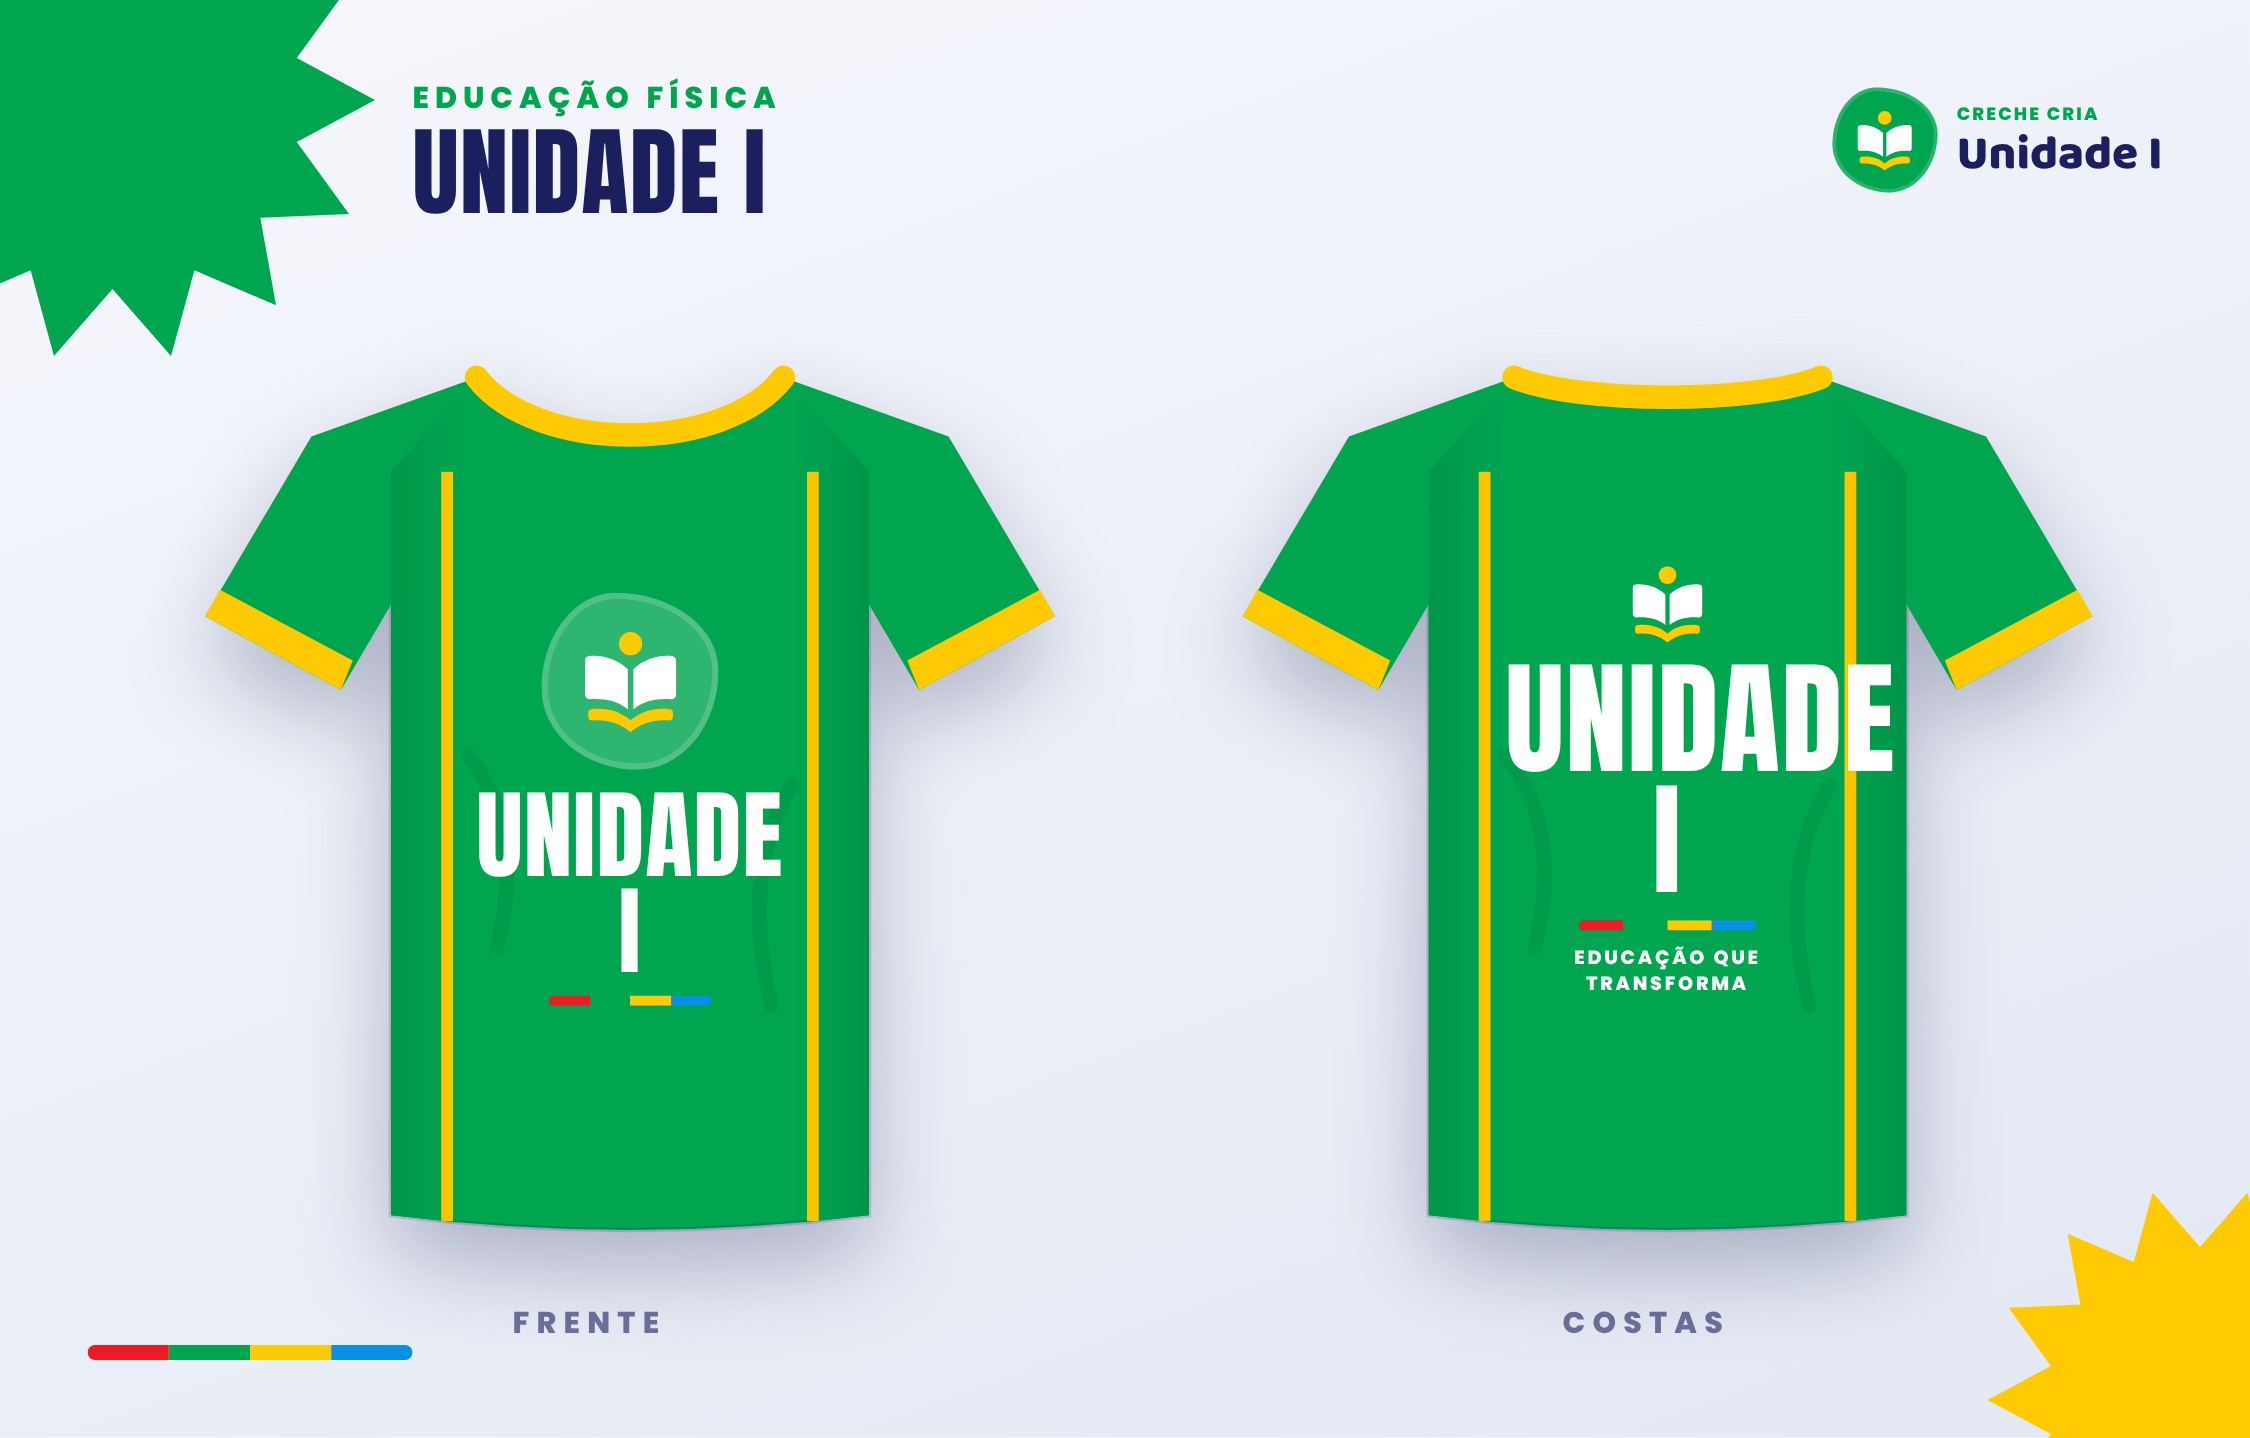 EDUCAÇÃO FÍSICA
UNIDADE I
CRECHE CRIA
Unidade I
UNIDADE
I
UNIDADE
I
EDUCAÇÃO QUE
TRANSFORMA
FRENTE
COSTAS